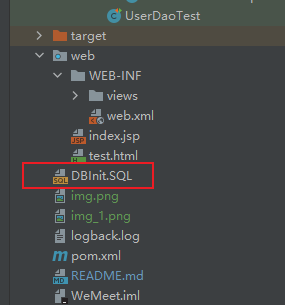 UserDaoTest
target
web
WEB-INF
views
web.xml
index.jsp
test.html
DBInit.SQL
img.png
img_1.png
logback.log
pom.xml
README.md
WeMeet.iml